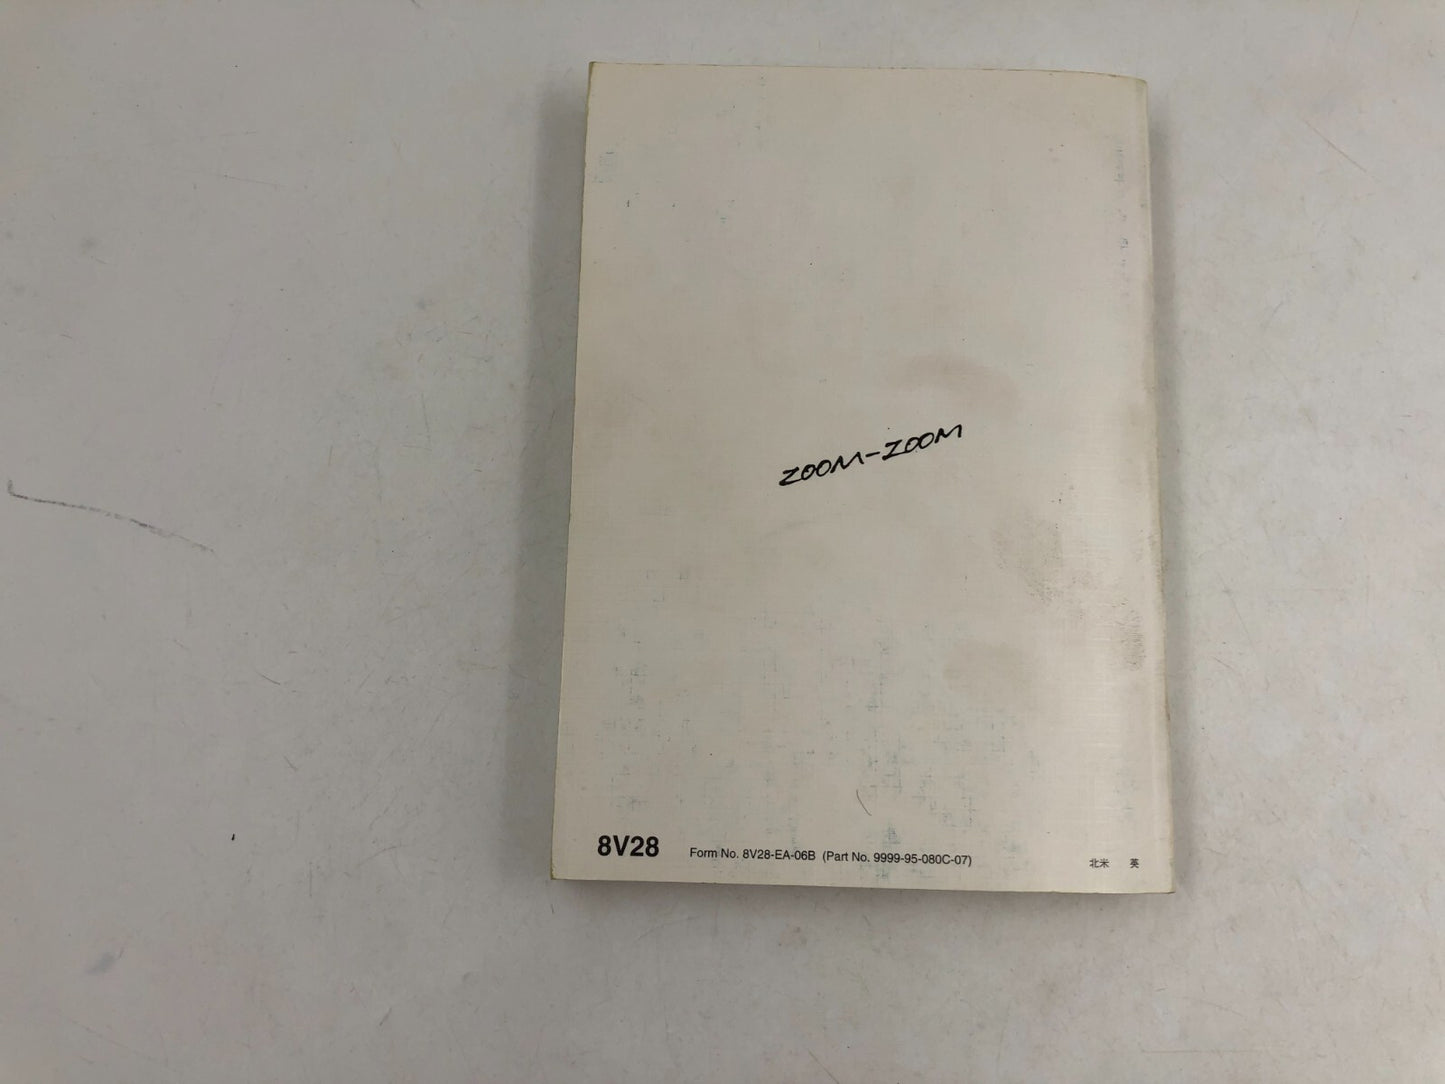 ZOOM-ZOOM
8V28 Form No. 8V28-EA-06B (Part No. 9999-95-080C-07) 北米 英